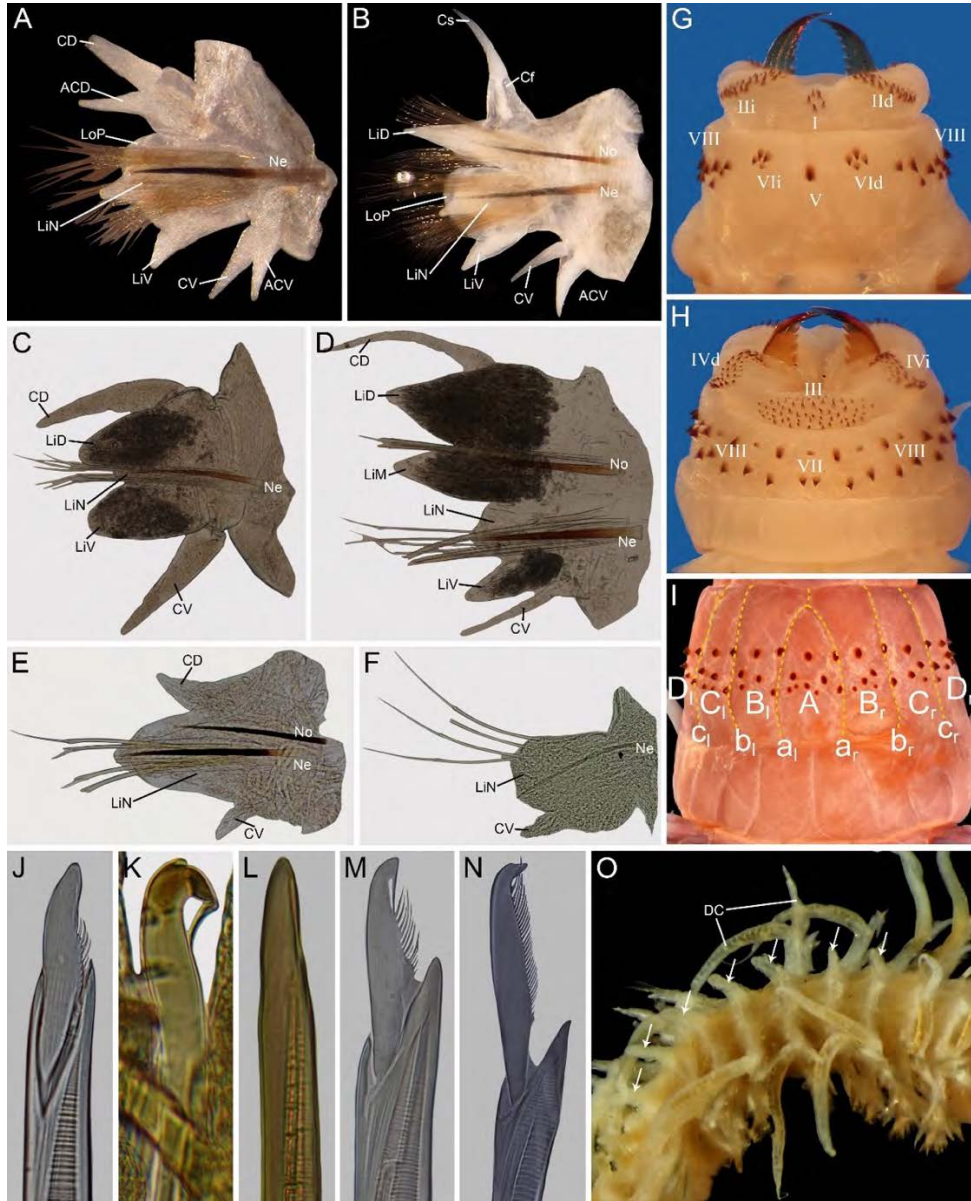 A
CD
ACD
LoP
Ne
LiN
LiV
CV
ACV
B
Cs
Cf
LiD
No
LoP
Ne
LiN
LiV
CV
ACV
G
IIi
I
IId
VIII
VIII
VIi
VId
V
C
CD
LiD
LiN
Ne
LiV
CV
D
CD
LiD
No
LiM
LiN
Ne
LiV
CV
H
IVd
IVi
III
VIII
VIII
VII
E
CD
No
Ne
LiN
CV
F
Ne
LiN
CV
I
Dl Cl Bl A Br Cr D
cl bl al ar br cr
J
K
L
M
N
O
DC